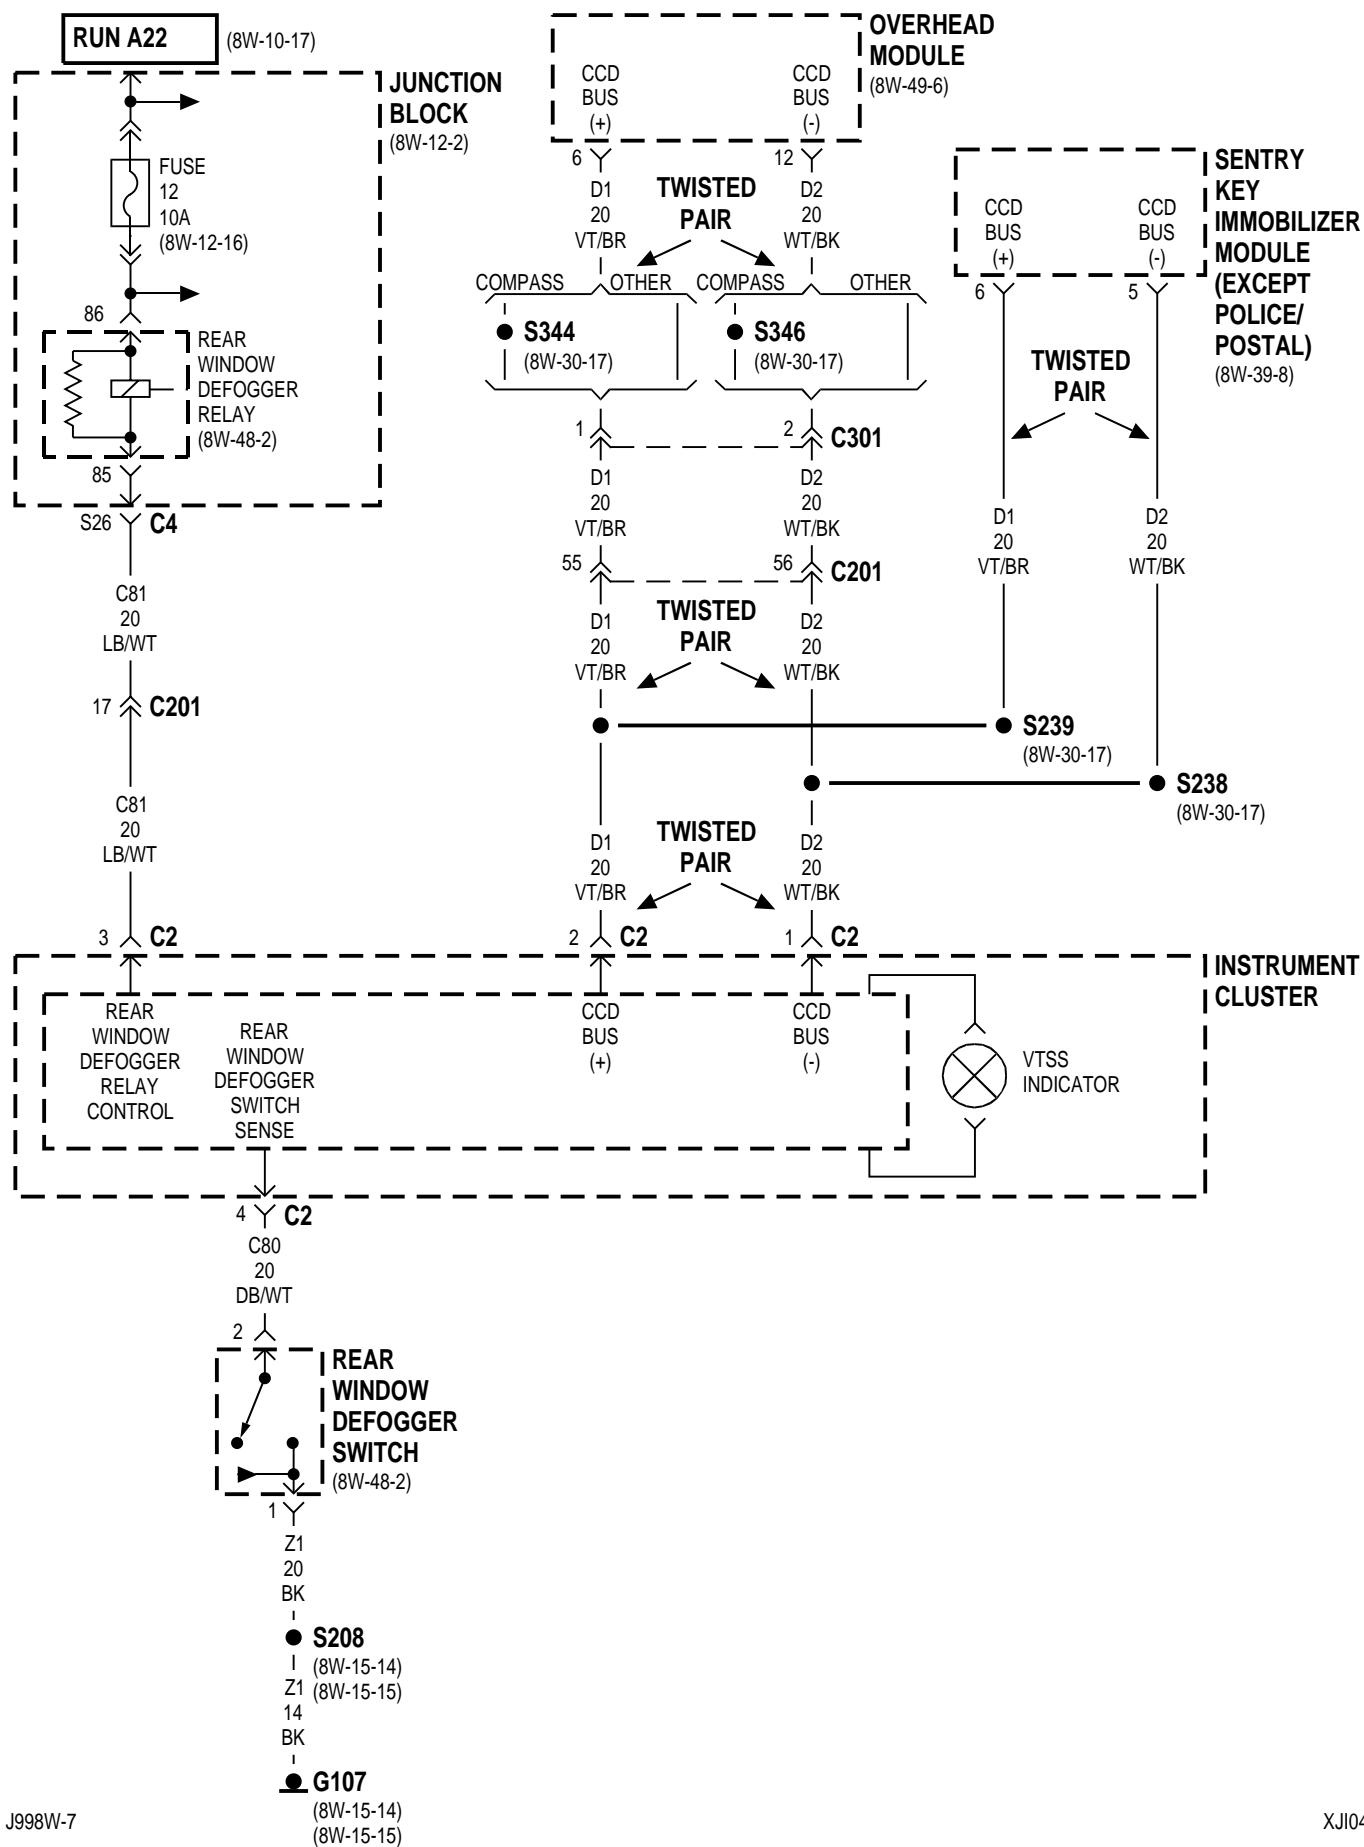 RUN A22
(8W-10-17)
JUNCTION
BLOCK
(8W-12-2)
FUSE
12
10A
(8W-12-16)
86
REAR
WINDOW
DEFOGGER
RELAY
(8W-48-2)
85
S26
C4
C81
20
LB/WT
17
C201
C81
20
LB/WT
3
C2
OVERHEAD
MODULE
(8W-49-6)
CCD
BUS
(+)
CCD
BUS
(-)
6
12
D1
20
VT/BR
TWISTED
PAIR
D2
20
WT/BK
COMPASS
OTHER
COMPASS
OTHER
S344
(8W-30-17)
S346
(8W-30-17)
1
2
C301
D1
20
VT/BR
D2
20
WT/BK
55
56
C201
D1
20
VT/BR
TWISTED
PAIR
D2
20
WT/BK
SENTRY
KEY
IMMOBILIZER
MODULE
(EXCEPT
POLICE/
POSTAL)
(8W-39-8)
CCD
BUS
(+)
CCD
BUS
(-)
6
5
TWISTED
PAIR
D1
20
VT/BR
D2
20
WT/BK
S239
(8W-30-17)
S238
(8W-30-17)
D1
20
VT/BR
TWISTED
PAIR
D2
20
WT/BK
2
C2
1
C2
INSTRUMENT
CLUSTER
REAR
WINDOW
DEFOGGER
RELAY
CONTROL
REAR
WINDOW
DEFOGGER
SWITCH
SENSE
CCD
BUS
(+)
CCD
BUS
(-)
VTSS
INDICATOR
4
C2
C80
20
DB/WT
2
REAR
WINDOW
DEFOGGER
SWITCH
(8W-48-2)
1
Z1
20
BK
S208
(8W-15-14)
(8W-15-15)
Z1
14
BK
G107
(8W-15-14)
(8W-15-15)
J998W-7
XJI04